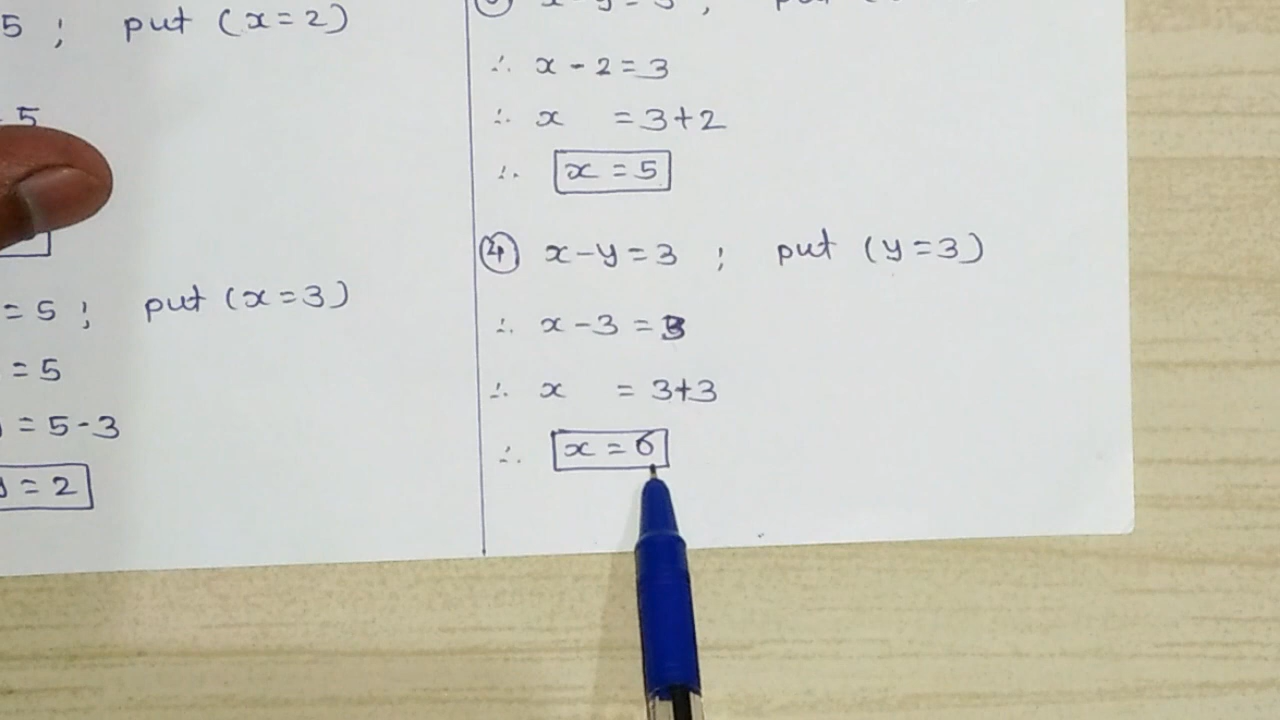 5 ; put (x=2)
5
= 5 ; put (x=3)
= 5
= 5-3
y = 2
∴ x - 2 = 3
∴ x = 3+2
∴ x = 5
④ x-y=3 ; put (y=3)
∴ x-3 = 3
∴ x = 3+3
∴ x = 6